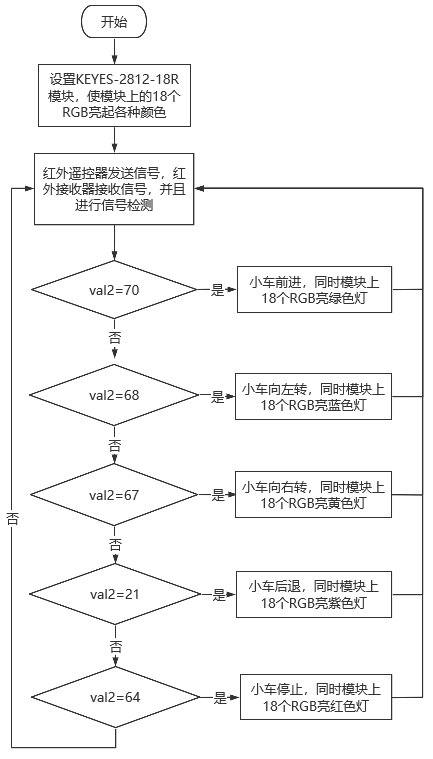 开始
设置KEYES-2812-18R
模块，使模块上的18个
RGB亮起各种颜色
红外遥控器发送信号，红
外接收器接收信号，并且
进行信号检测
val2=70
是
小车前进，同时模块上
18个RGB亮绿色灯
否
val2=68
是
小车向左转，同时模块上
18个RGB亮蓝色灯
否
val2=67
是
小车向右转，同时模块上
18个RGB亮黄色灯
否
否
val2=21
是
小车后退，同时模块上
18个RGB亮紫色灯
否
val2=64
是
小车停止，同时模块上
18个RGB亮红色灯